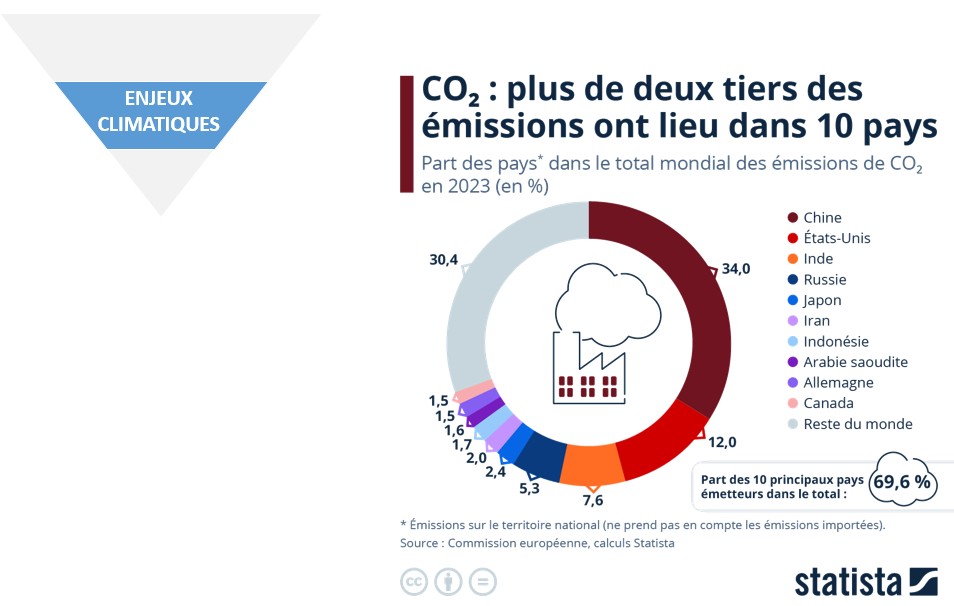 ENJEUX
CLIMATIQUES
CO₂ : plus de deux tiers des
émissions ont lieu dans 10 pays
Part des pays* dans le total mondial des émissions de CO₂
en 2023 (en %)
30,4
34,0
1,5
1,5
1,6
1,7
2,0
2,4
5,3
7,6
12,0
Chine
États-Unis
Inde
Russie
Japon
Iran
Indonésie
Arabie saoudite
Allemagne
Canada
Reste du monde
Part des 10 principaux pays
émetteurs dans le total :
69,6 %
* Émissions sur le territoire national (ne prend pas en compte les émissions importées).
Source : Commission européenne, calculs Statista
cc
statista